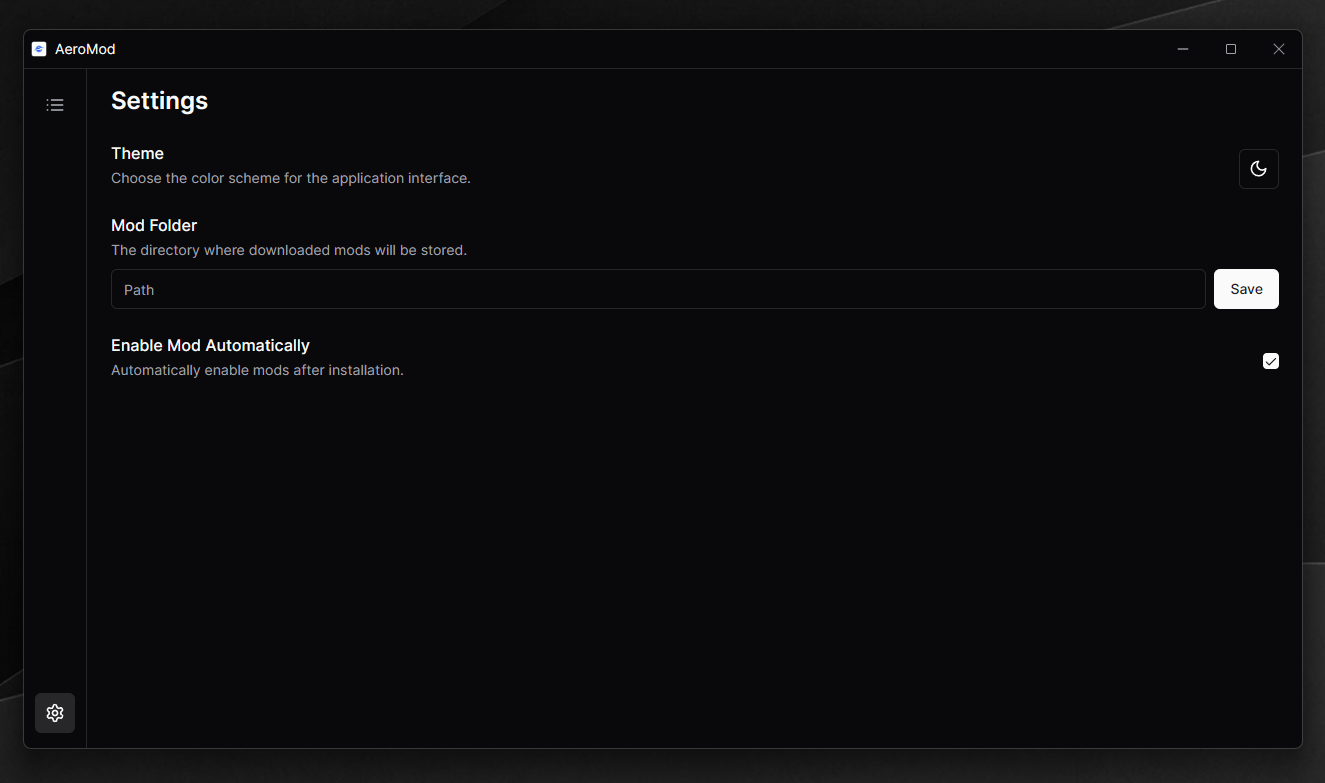 AeroMod
Settings
Theme
Choose the color scheme for the application interface.
Mod Folder
The directory where downloaded mods will be stored.
Path
Save
Enable Mod Automatically
Automatically enable mods after installation.